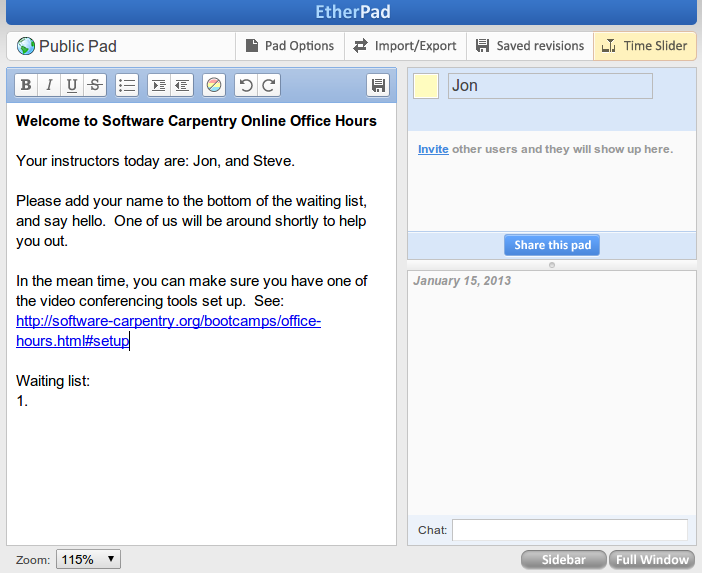 EtherPad
Public Pad
Pad Options
Import/Export
Saved revisions
Time Slider
B I U S
Welcome to Software Carpentry Online Office Hours
Your instructors today are: Jon, and Steve.
Please add your name to the bottom of the waiting list,
and say hello.  One of us will be around shortly to help
you out.
In the mean time, you can make sure you have one of
the video conferencing tools set up.  See:
http://software-carpentry.org/bootcamps/office-
hours.html#setup
Waiting list:
1.
Zoom: 115%
Jon
Invite other users and they will show up here.
Share this pad
January 15, 2013
Chat:
Sidebar
Full Window